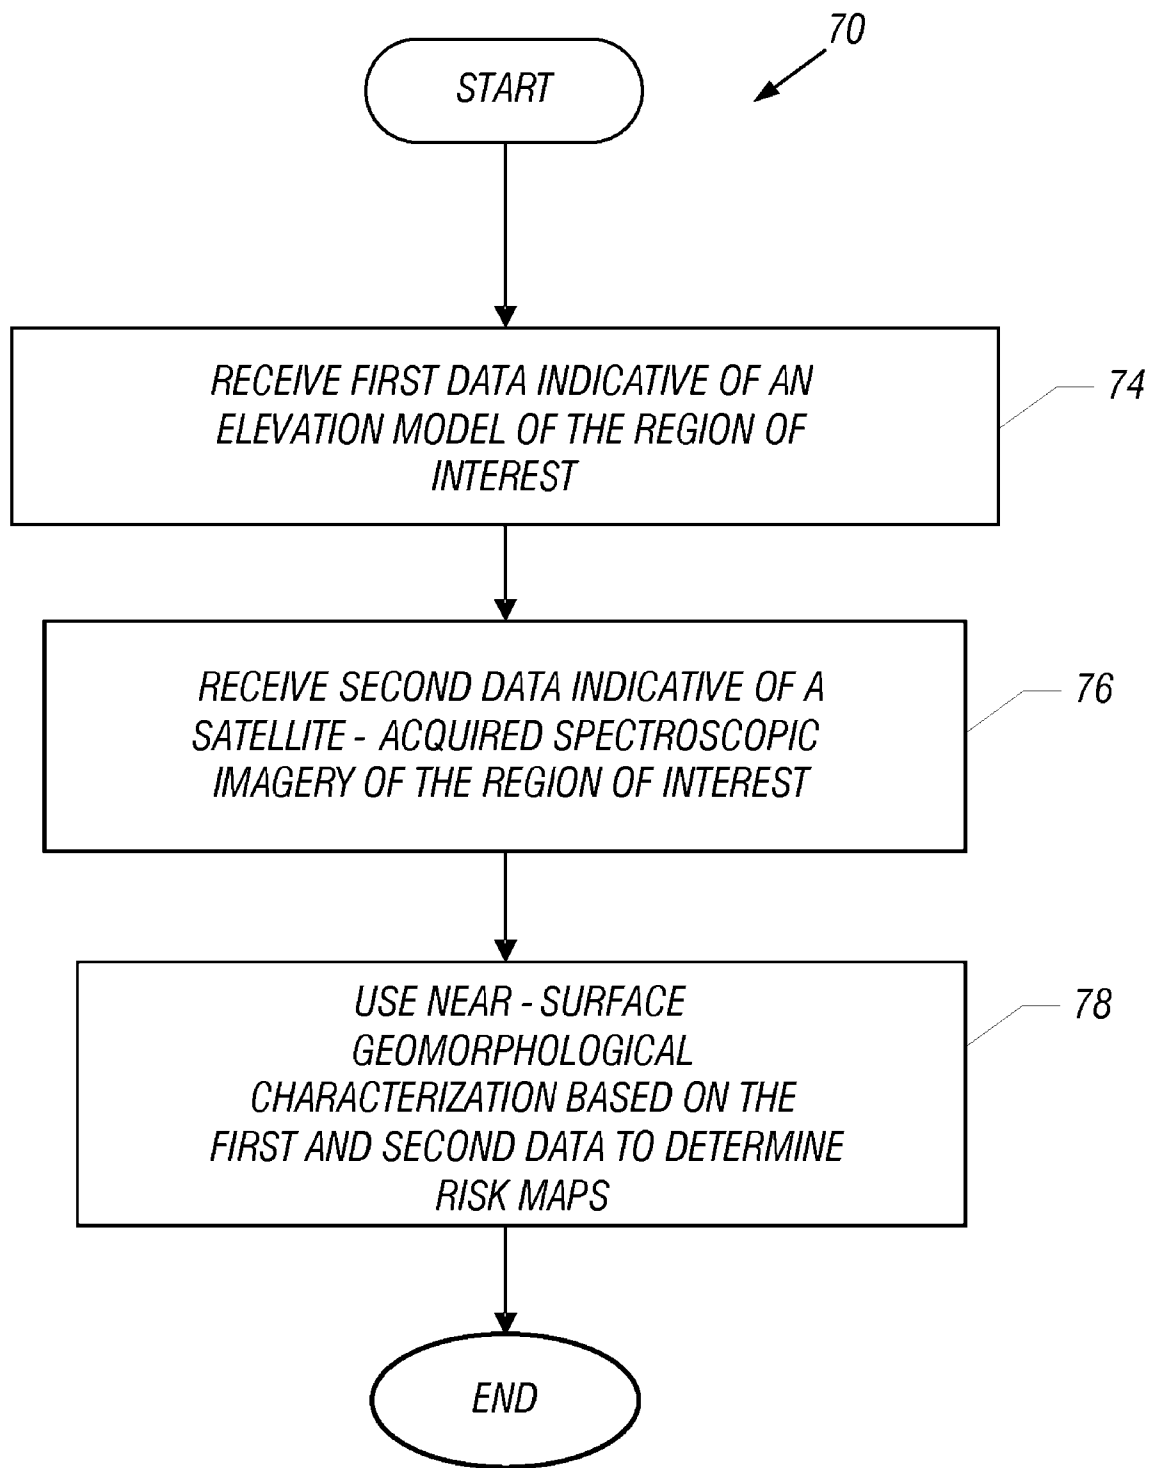 70
START
RECEIVE FIRST DATA INDICATIVE OF AN
ELEVATION MODEL OF THE REGION OF
INTEREST
74
RECEIVE SECOND DATA INDICATIVE OF A
SATELLITE - ACQUIRED SPECTROSCOPIC
IMAGERY OF THE REGION OF INTEREST
76
USE NEAR - SURFACE
GEOMORPHOLOGICAL
CHARACTERIZATION BASED ON THE
FIRST AND SECOND DATA TO DETERMINE
RISK MAPS
78
END